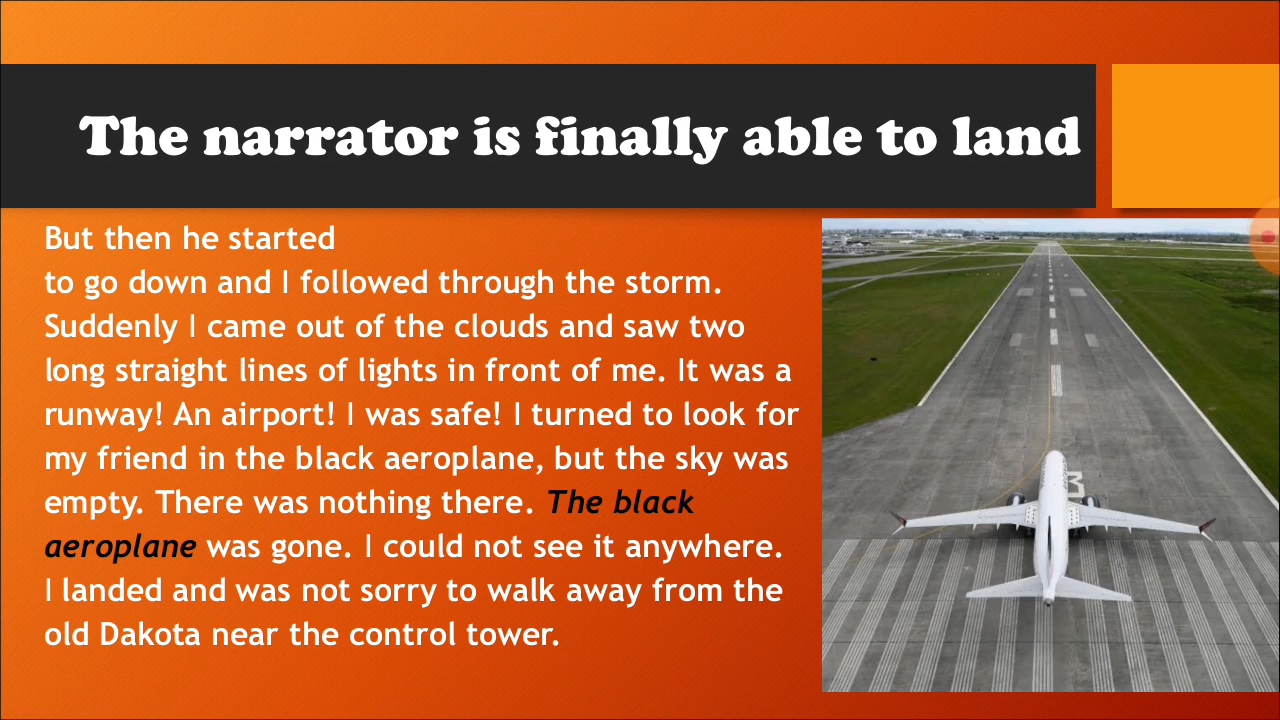 The narrator is finally able to land
But then he started
to go down and I followed through the storm.
Suddenly I came out of the clouds and saw two
long straight lines of lights in front of me. It was a
runway! An airport! I was safe! I turned to look for
my friend in the black aeroplane, but the sky was
empty. There was nothing there. The black
aeroplane was gone. I could not see it anywhere.
I landed and was not sorry to walk away from the
old Dakota near the control tower.